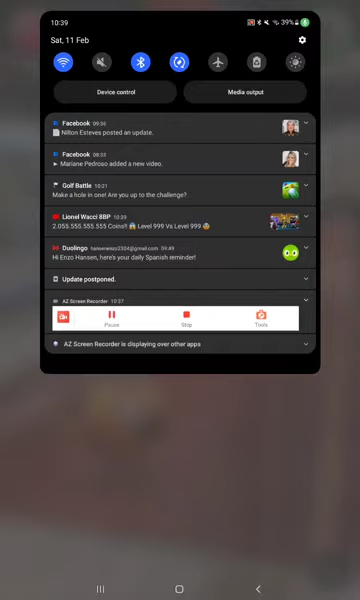 10:39
39%
Sat, 11 Feb
Device control
Media output
Facebook 09:36
Nilton Esteves posted an update.
Facebook 08:33
► Mariane Pedroso added a new video.
Golf Battle 10:21
Make a hole in one! Are you up to the challenge?
Lionel Wacci 8BP 10:39
2.055.555.555.555 Coins!! 😱 Level 999 Vs Level 999 😰
Duolingo hansenenzo2304@gmail.com 09:49
Hi Enzo Hansen, here's your daily Spanish reminder!
Update postponed.
AZ Screen Recorder 10:37
Pause
Stop
Tools
AZ Screen Recorder is displaying over other apps